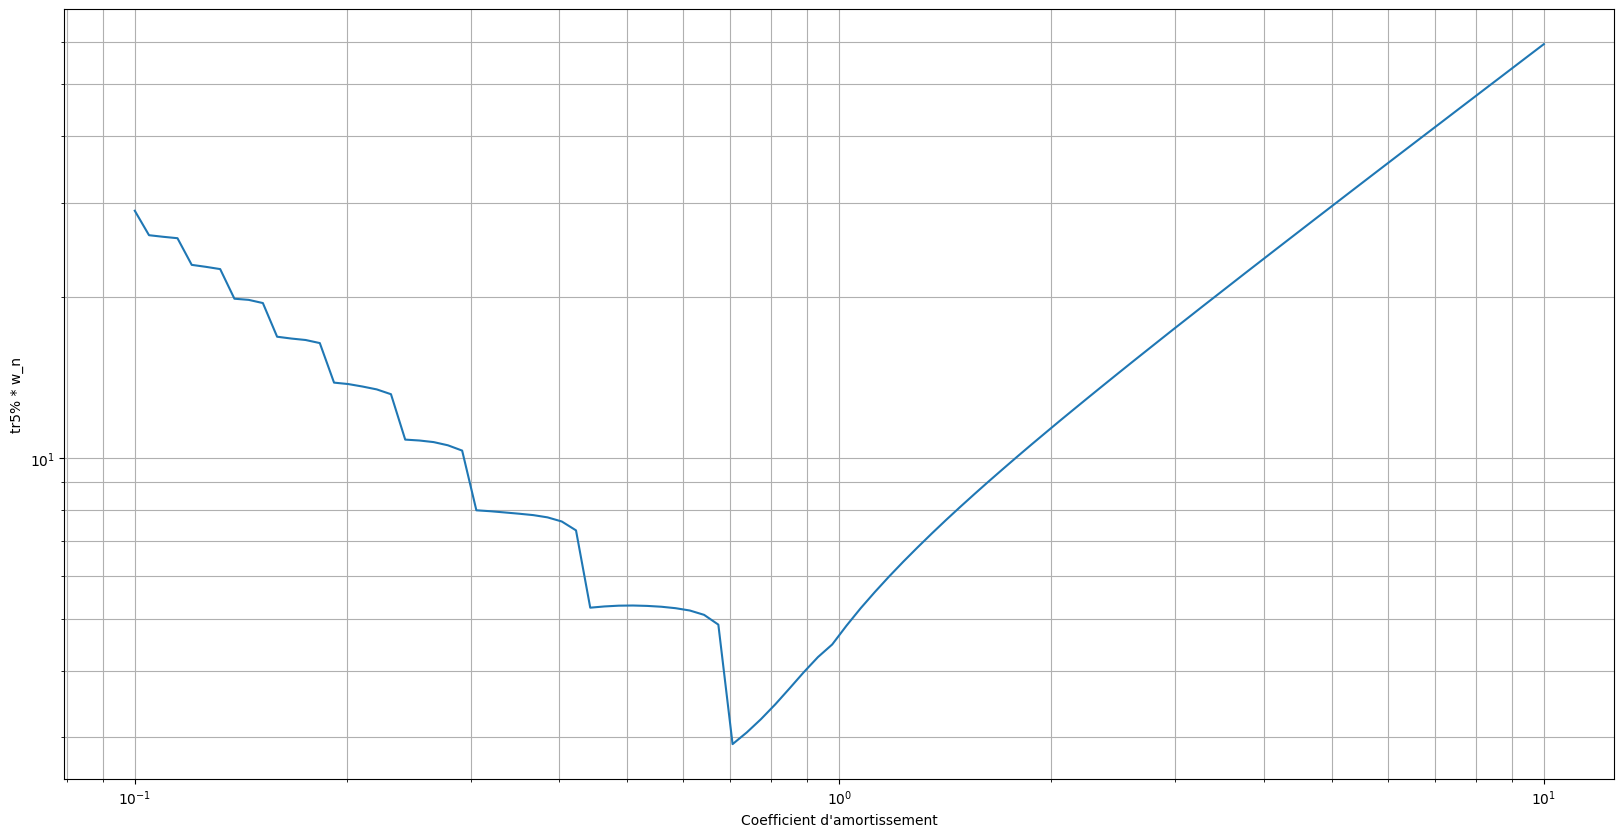 tr5% * w_n
10¹
10⁻¹
10⁰
10¹
Coefficient d'amortissement